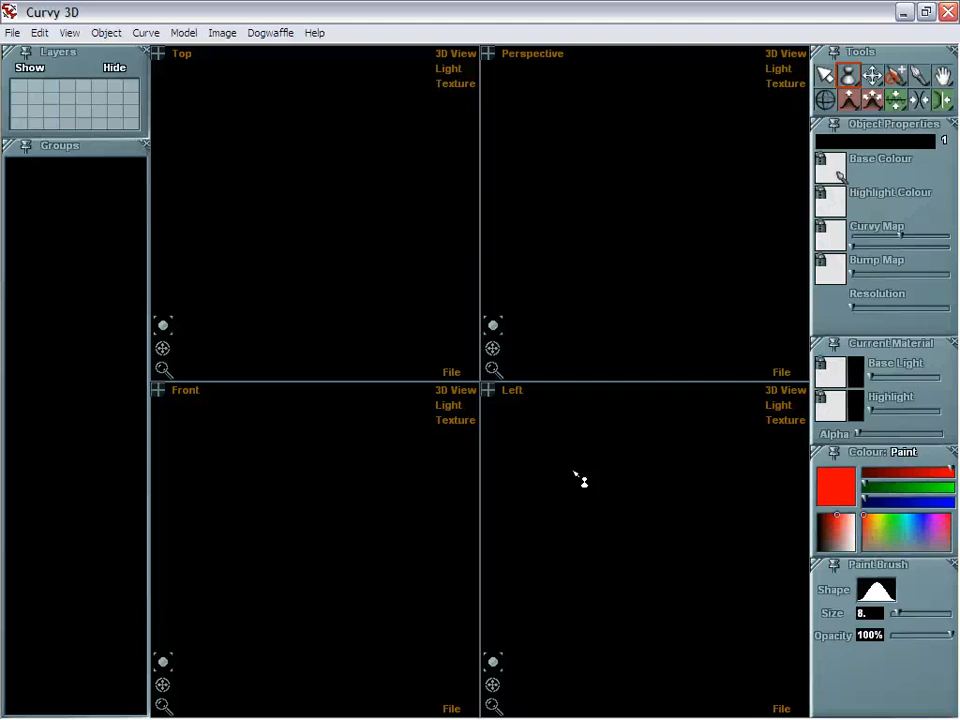 Curvy 3D
File Edit View Object Curve Model Image Dogwaffle Help
Layers
Show Hide
Groups
Top 3D View
Light
Texture
File
Perspective 3D View
Light
Texture
File
Front 3D View
Light
Texture
File
Left 3D View
Light
Texture
File
Tools
Object Properties
1
Base Colour
Highlight Colour
Curvy Map
Bump Map
Resolution
Current Material
Base Light
Highlight
Alpha
Colour: Paint
Paint Brush
Shape
Size 8.
Opacity 100%